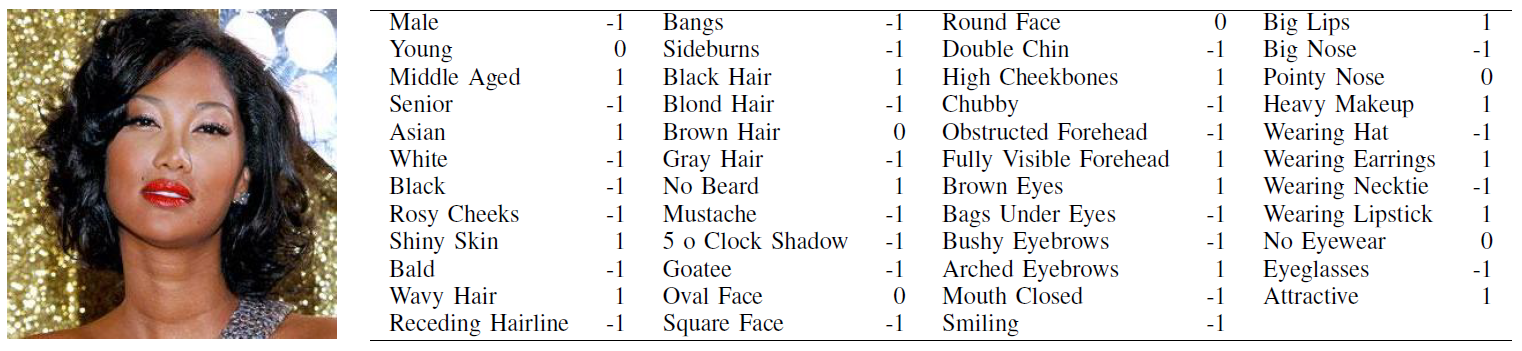 Male -1 Bangs -1 Round Face 0 Big Lips 1
Young 0 Sideburns -1 Double Chin -1 Big Nose -1
Middle Aged 1 Black Hair 1 High Cheekbones 1 Pointy Nose 0
Senior -1 Blond Hair -1 Chubby -1 Heavy Makeup 1
Asian 1 Brown Hair 0 Obstructed Forehead -1 Wearing Hat -1
White -1 Gray Hair -1 Fully Visible Forehead 1 Wearing Earrings 1
Black -1 No Beard 1 Brown Eyes 1 Wearing Necktie -1
Rosy Cheeks -1 Mustache -1 Bags Under Eyes -1 Wearing Lipstick 1
Shiny Skin 1 5 o Clock Shadow -1 Bushy Eyebrows -1 No Eyewear 0
Bald -1 Goatee -1 Arched Eyebrows 1 Eyeglasses -1
Wavy Hair 1 Oval Face 0 Mouth Closed -1 Attractive 1
Receding Hairline -1 Square Face -1 Smiling -1